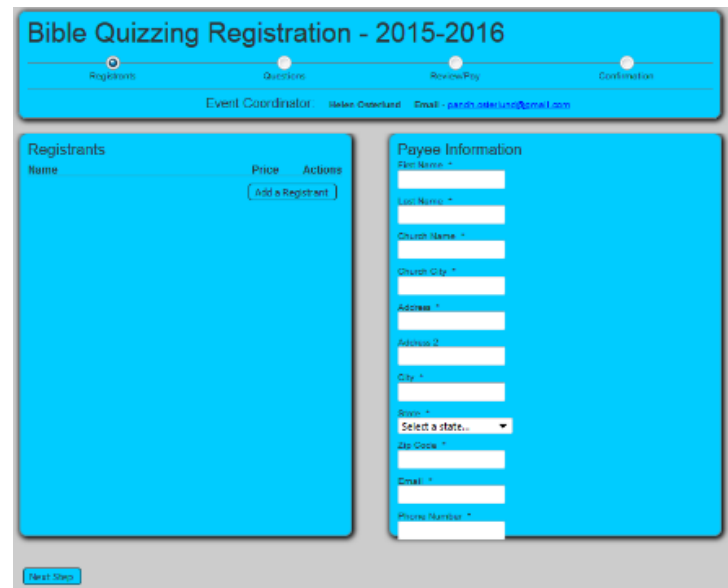 Bible Quizzing Registration - 2015-2016
Registrants Questions Review/Pay Confirmation
Event Coordinator: Helen Osterlund Email - pandh.osterlund@gmail.com
Registrants
Name Price Actions
Add a Registrant
Payee Information
First Name *
Last Name *
Church Name *
Church City *
Address *
Address 2
City *
State *
Select a state...
Zip Code *
Email *
Phone Number *
Next Step